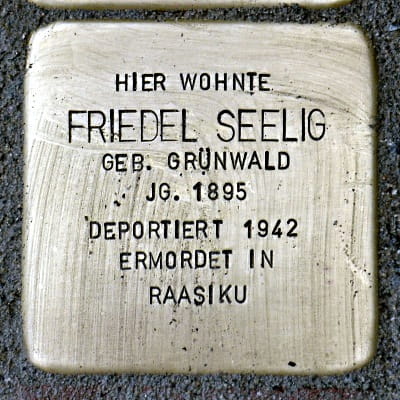 HIER WOHNTE
FRIEDEL SEELIG
GEB. GRÜNWALD
JG. 1895
DEPORTIERT 1942
ERMORDET IN
RAASIKU